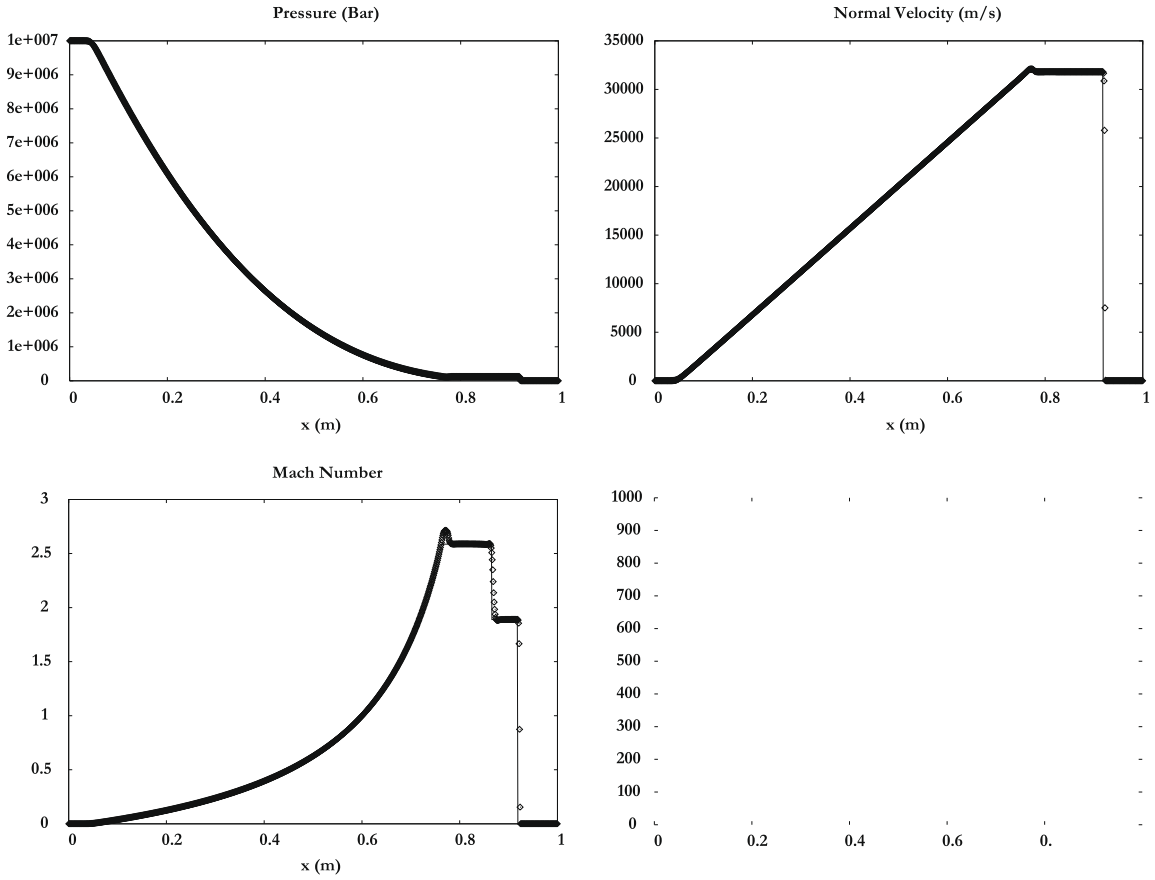 Pressure (Bar)
1e+007
9e+006
8e+006
7e+006
6e+006
5e+006
4e+006
3e+006
2e+006
1e+006
0
0 0.2 0.4 0.6 0.8 1
x (m)
Normal Velocity (m/s)
35000
30000
25000
20000
15000
10000
5000
0
0 0.2 0.4 0.6 0.8 1
x (m)
Mach Number
3
2.5
2
1.5
1
0.5
0
0 0.2 0.4 0.6 0.8 1
x (m)
1000
900
800
700
600
500
400
300
200
100
0
0 0.2 0.4 0.6 0.